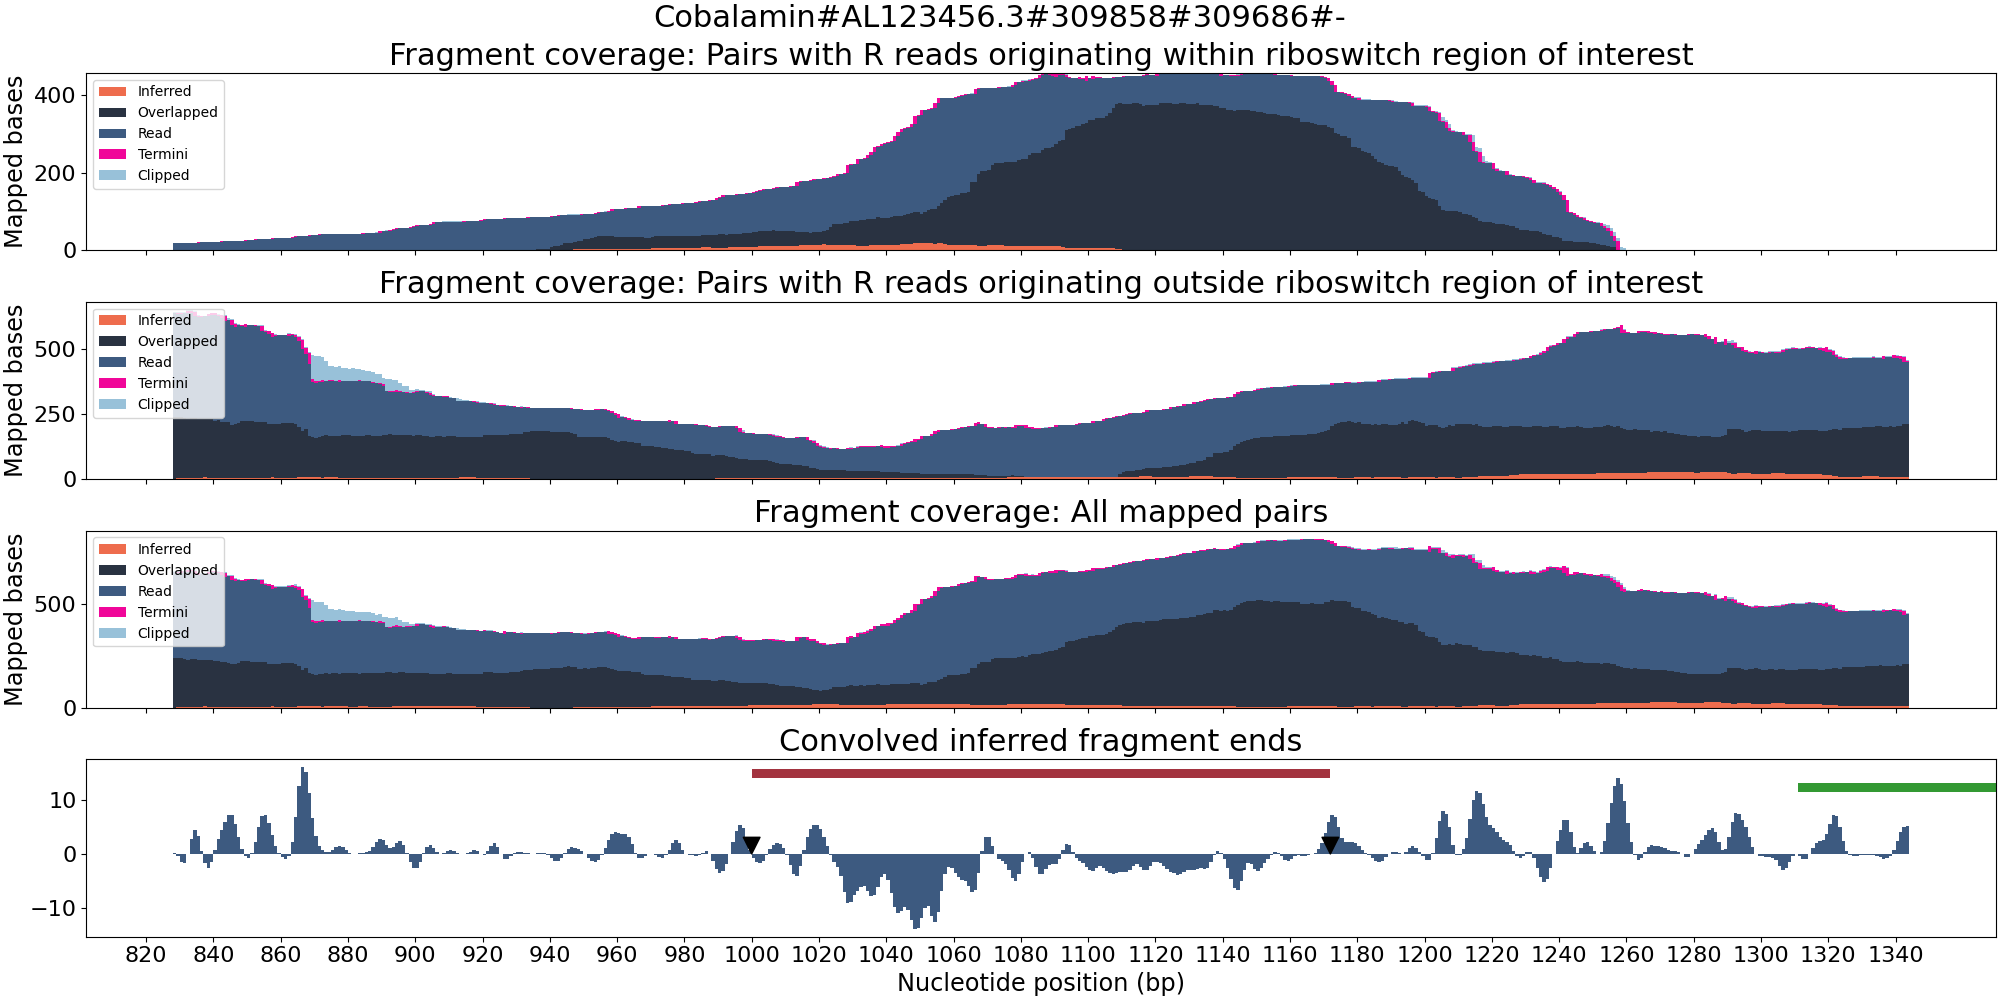 Cobalamin#AL123456.3#309858#309686#-
Fragment coverage: Pairs with R reads originating within riboswitch region of interest
Mapped bases
400
200
0
Inferred
Overlapped
Read
Termini
Clipped
Fragment coverage: Pairs with R reads originating outside riboswitch region of interest
Mapped bases
500
250
0
Inferred
Overlapped
Read
Termini
Clipped
Fragment coverage: All mapped pairs
Mapped bases
500
0
Inferred
Overlapped
Read
Termini
Clipped
Convolved inferred fragment ends
10
0
−10
820 840 860 880 900 920 940 960 980 1000 1020 1040 1060 1080 1100 1120 1140 1160 1180 1200 1220 1240 1260 1280 1300 1320 1340
Nucleotide position (bp)